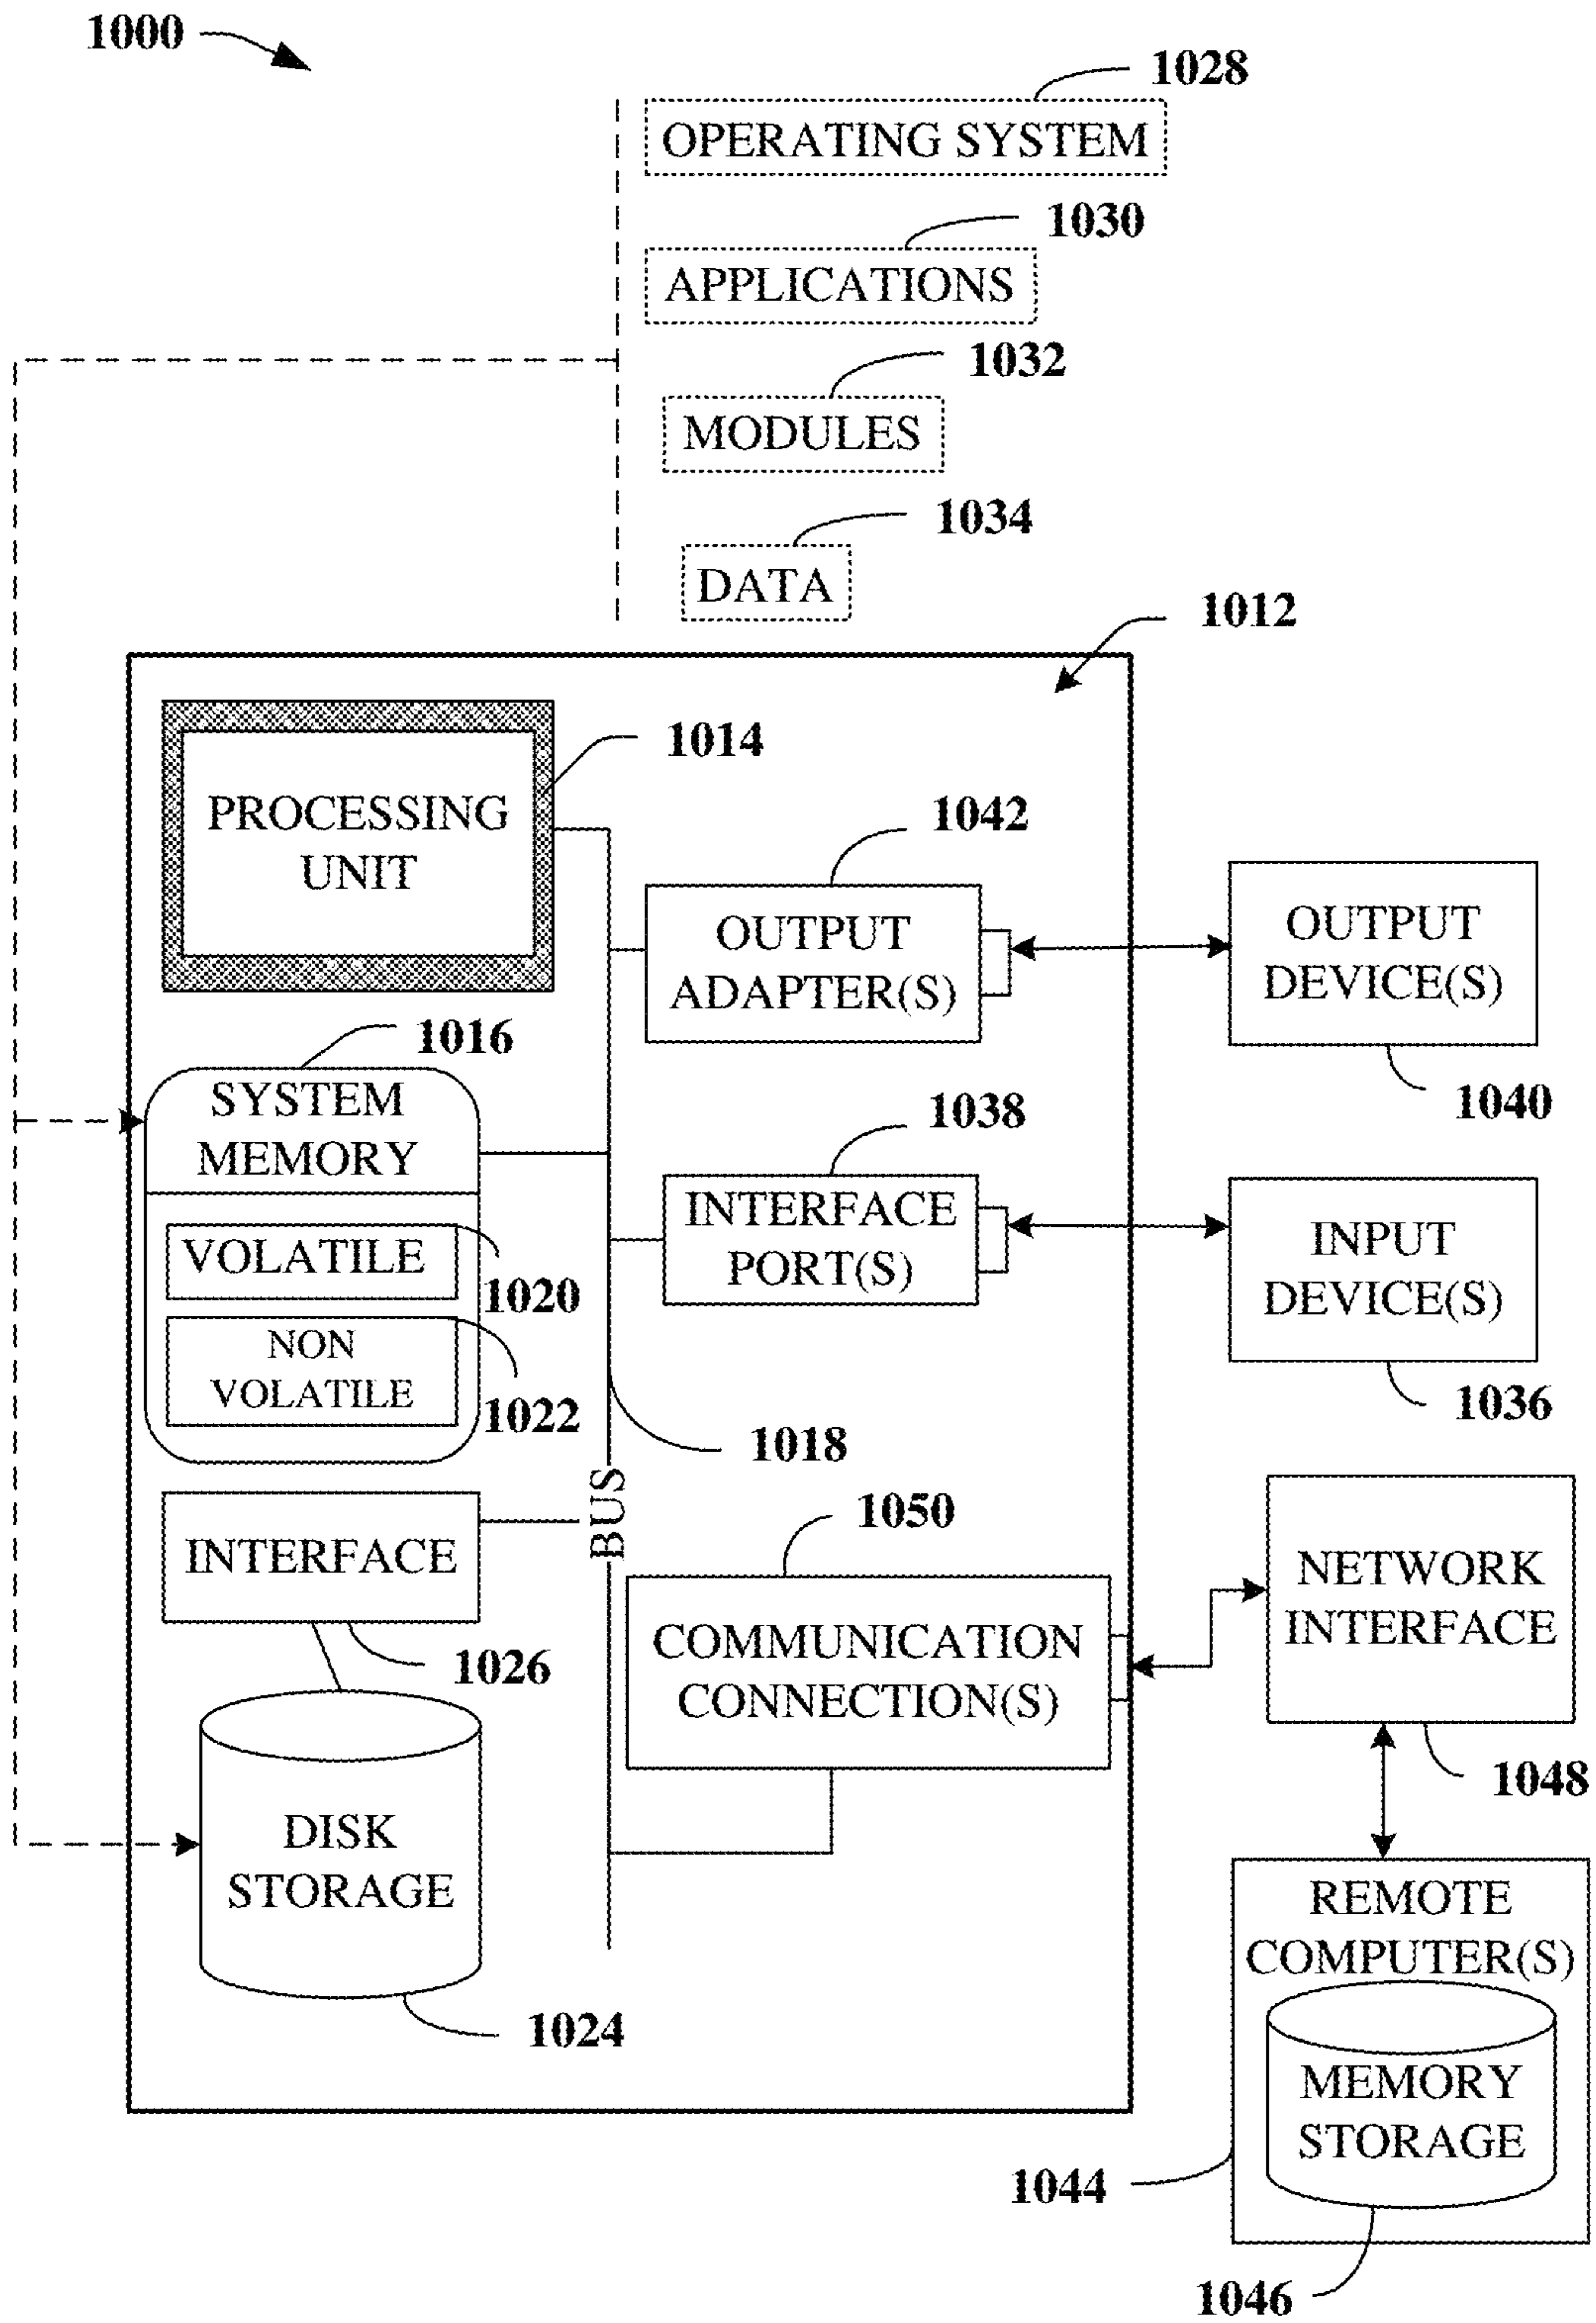 1000
1028
OPERATING SYSTEM
1030
APPLICATIONS
1032
MODULES
1034
DATA
1012
PROCESSING
UNIT
1014
1042
OUTPUT
ADAPTER(S)
OUTPUT
DEVICE(S)
1040
1016
SYSTEM
MEMORY
VOLATILE
1020
NON
VOLATILE
1022
1038
INTERFACE
PORT(S)
INPUT
DEVICE(S)
1036
1018
BUS
INTERFACE
1026
1050
COMMUNICATION
CONNECTION(S)
NETWORK
INTERFACE
1048
DISK
STORAGE
1024
REMOTE
COMPUTER(S)
MEMORY
STORAGE
1044
1046